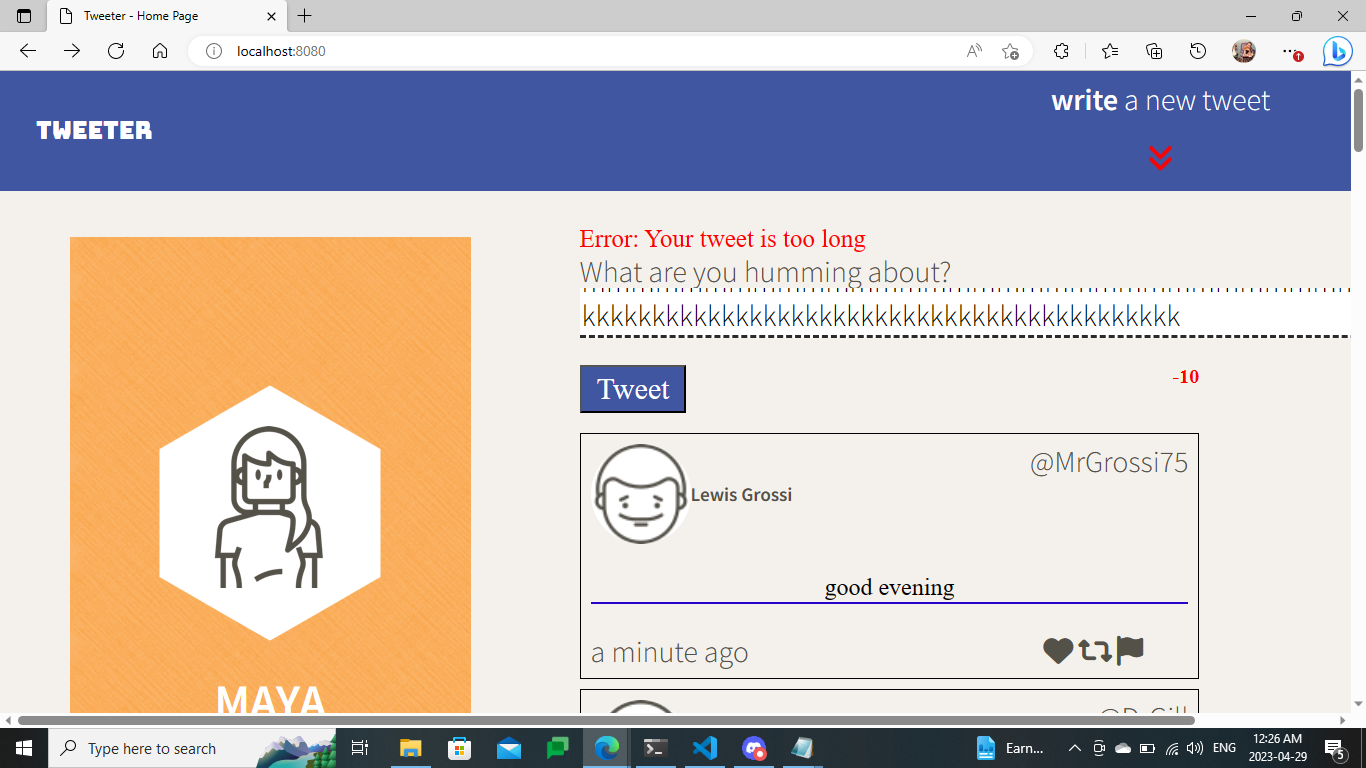 Tweeter - Home Page
localhost:8080
TWEETER
write a new tweet
Error: Your tweet is too long
What are you humming about?
kkkkkkkkkkkkkkkkkkkkkkkkkkkkkkkkkkkkkkkkkkk
Tweet
-10
@MrGrossi75
Lewis Grossi
good evening
a minute ago
MAYA
Type here to search
Earn...
ENG
12:26 AM
2023-04-29
5